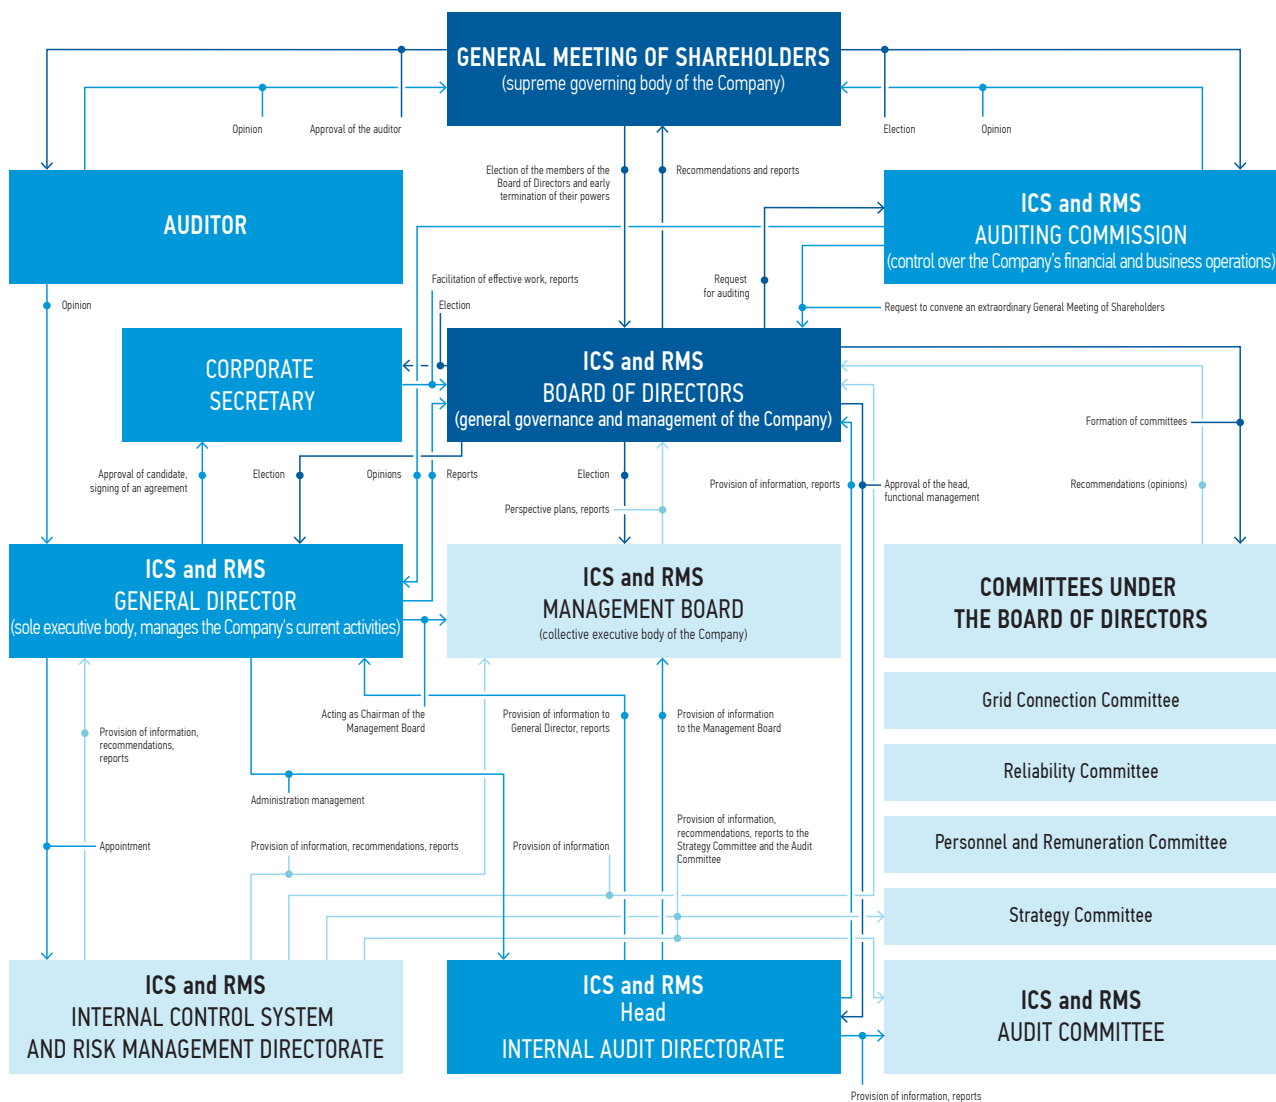 GENERAL MEETING OF SHAREHOLDERS
(supreme governing body of the Company)
Opinion
Approval of the auditor
Election
Opinion
Election of the members of the
Board of Directors and early
termination of their powers
Recommendations and reports
AUDITOR
ICS and RMS
AUDITING COMMISSION
(control over the Company's financial and business operations)
Facilitation of effective work, reports
Request
for auditing
Opinion
Election
Request to convene an extraordinary General Meeting of Shareholders
CORPORATE
SECRETARY
ICS and RMS
BOARD OF DIRECTORS
(general governance and management of the Company)
Formation of committees
Approval of candidate,
signing of an agreement
Election
Opinions
Reports
Election
Provision of information, reports
Approval of the head,
functional management
Recommendations (opinions)
Perspective plans, reports
ICS and RMS
GENERAL DIRECTOR
(sole executive body, manages the Company's current activities)
ICS and RMS
MANAGEMENT BOARD
(collective executive body of the Company)
COMMITTEES UNDER
THE BOARD OF DIRECTORS
Grid Connection Committee
Provision of information,
recommendations,
reports
Acting as Chairman of the
Management Board
Provision of information to
General Director, reports
Provision of information
to the Management Board
Reliability Committee
Administration management
Appointment
Provision of information, recommendations, reports
Provision of information
Provision of information,
recommendations, reports to the
Strategy Committee and the Audit
Committee
Personnel and Remuneration Committee
Strategy Committee
ICS and RMS
INTERNAL CONTROL SYSTEM
AND RISK MANAGEMENT DIRECTORATE
ICS and RMS
Head
INTERNAL AUDIT DIRECTORATE
ICS and RMS
AUDIT COMMITTEE
Provision of information, reports